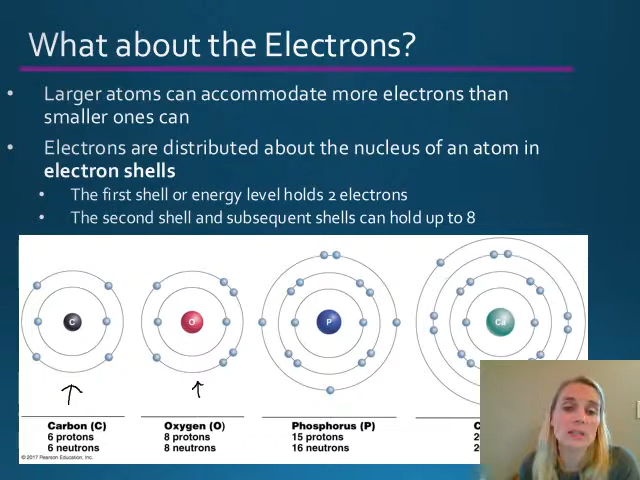 What about the Electrons?
• Larger atoms can accommodate more electrons than
smaller ones can
• Electrons are distributed about the nucleus of an atom in
electron shells
• The first shell or energy level holds 2 electrons
• The second shell and subsequent shells can hold up to 8
C
O
P
Ca
Carbon (C)
6 protons
6 neutrons
Oxygen (O)
8 protons
8 neutrons
Phosphorus (P)
15 protons
16 neutrons
© 2017 Pearson Education, Inc.